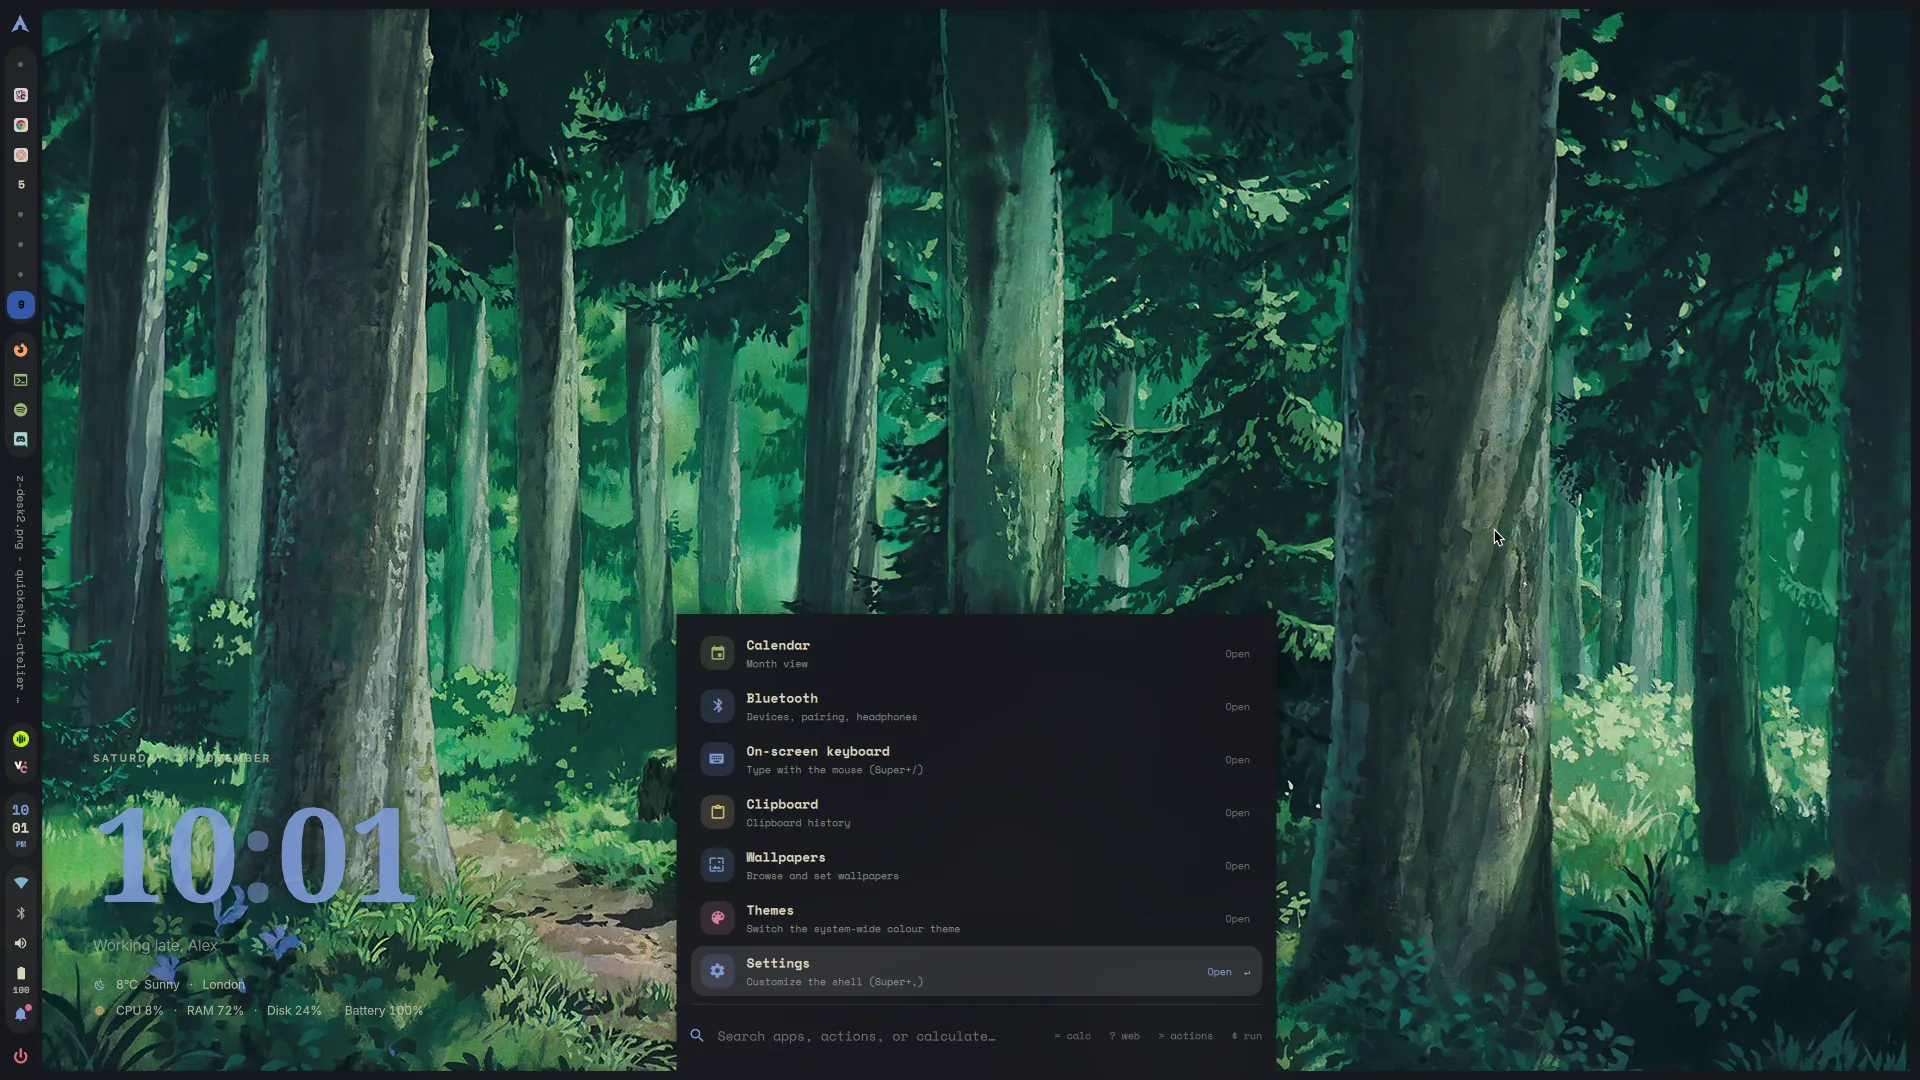 5
9
z-desk2.png - quickshell-atelier …
10
01
PM
100
SATURDAY, NOVEMBER
10:01
Working late, Alex
8°C Sunny · London
CPU 8% · RAM 72% · Disk 24% · Battery 100%
Calendar
Month view
Open
Bluetooth
Devices, pairing, headphones
Open
On-screen keyboard
Type with the mouse (Super+/)
Open
Clipboard
Clipboard history
Open
Wallpapers
Browse and set wallpapers
Open
Themes
Switch the system-wide colour theme
Open
Settings
Customize the shell (Super+,)
Open ↵
Search apps, actions, or calculate…
= calc ? web > actions $ run